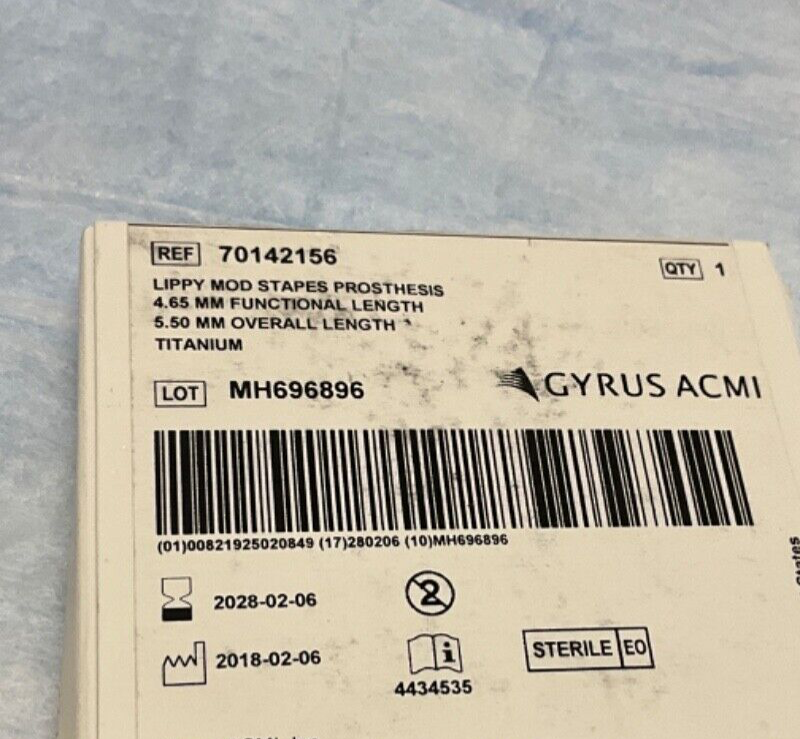 REF 70142156
QTY 1
LIPPY MOD STAPES PROSTHESIS
4.65 MM FUNCTIONAL LENGTH
5.50 MM OVERALL LENGTH
TITANIUM
LOT MH696896
GYRUS ACMI
(01)00821925020849 (17)280206 (10)MH696896
2028-02-06
2
2018-02-06
i
4434535
STERILE EO
States